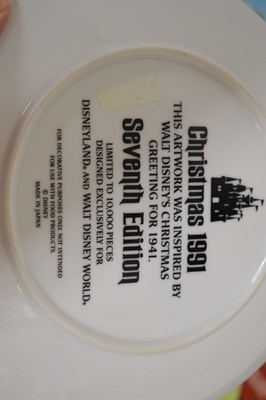 Christmas 1991
THIS ARTWORK WAS INSPIRED BY
WALT DISNEY'S CHRISTMAS
GREETING FOR 1941.
Seventh Edition
LIMITED TO 10,000 PIECES
DESIGNED EXCLUSIVELY FOR
DISNEYLAND® AND WALT DISNEY WORLD®
FOR DECORATIVE PURPOSES ONLY. NOT INTENDED
FOR USE WITH FOOD PRODUCTS.
© DISNEY
MADE IN JAPAN